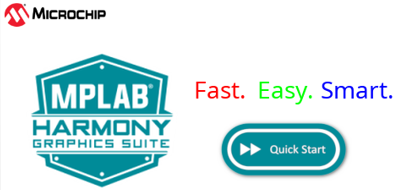 MICROCHIP
MPLAB®
HARMONY
GRAPHICS SUITE
Fast. Easy. Smart.
Quick Start